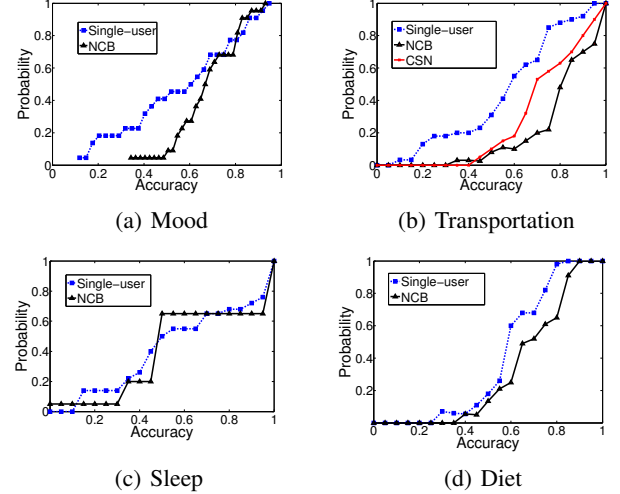 Single-user
NCB
Probability
1
0.8
0.6
0.4
0.2
0
0 0.2 0.4 0.6 0.8 1
Accuracy
(a) Mood
Single-user
NCB
CSN
Probability
1
0.8
0.6
0.4
0.2
0
0 0.2 0.4 0.6 0.8 1
Accuracy
(b) Transportation
Single-user
NCB
Probability
1
0.8
0.6
0.4
0.2
0
0.2 0.4 0.6 0.8 1
Accuracy
(c) Sleep
Single-user
NCB
Probability
1
0.8
0.6
0.4
0.2
0 0.2 0.4 0.6 0.8 1
Accuracy
(d) Diet